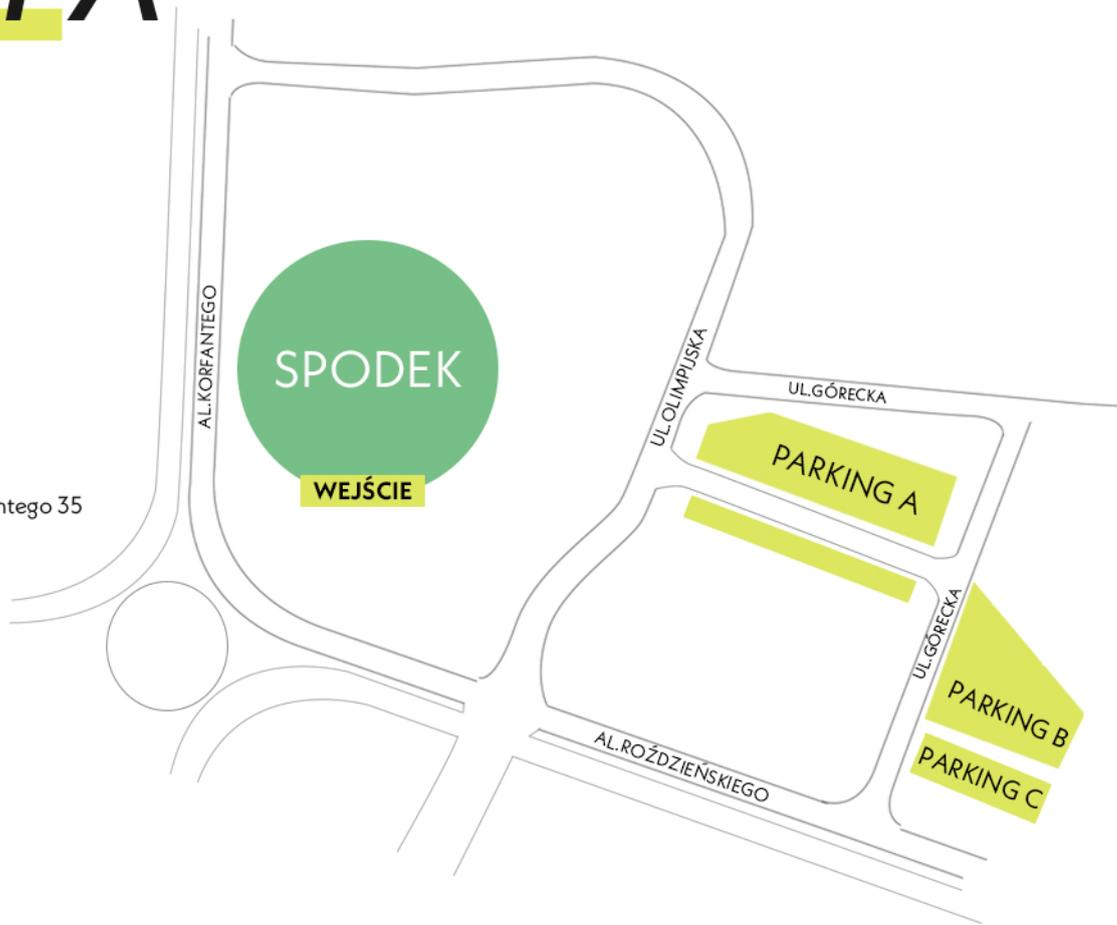 AL.KORFANTEGO
SPODEK
WEJŚCIE
UL.OLIMPIJSKA
UL.GÓRECKA
PARKING A
ntego 35
UL.GÓRECKA
PARKING B
PARKING C
AL.ROŹDZIEŃSKIEGO